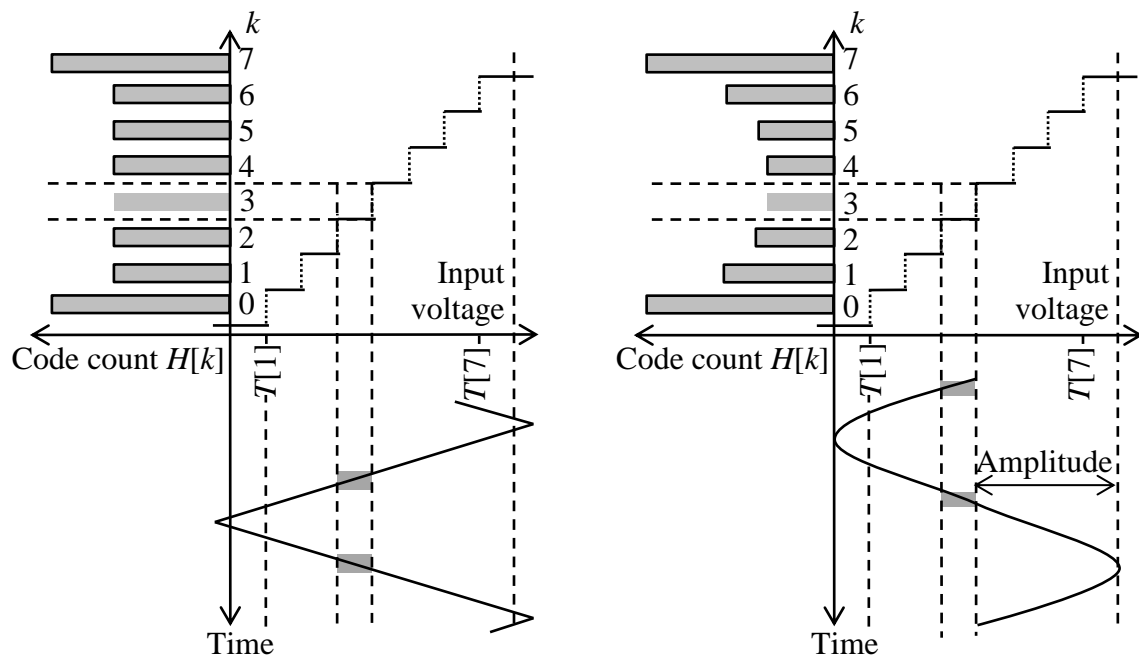 k
7
6
5
4
3
2
1
0
Input
voltage
Code count H[k]
T[1]
T[7]
Time
k
7
6
5
4
3
2
1
0
Input
voltage
Code count H[k]
T[1]
T[7]
Amplitude
Time